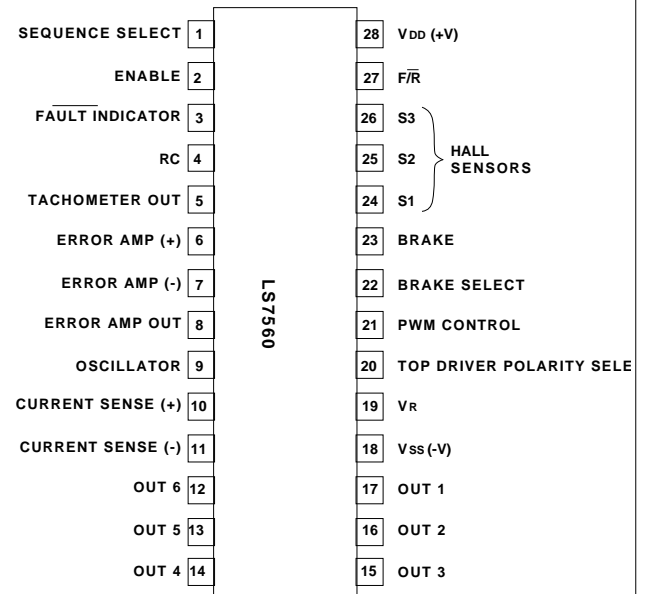 SEQUENCE SELECT 1
ENABLE 2
FAULT INDICATOR 3
RC 4
TACHOMETER OUT 5
ERROR AMP (+) 6
ERROR AMP (-) 7
ERROR AMP OUT 8
OSCILLATOR 9
CURRENT SENSE (+) 10
CURRENT SENSE (-) 11
OUT 6 12
OUT 5 13
OUT 4 14
LS7560
28 VDD (+V)
27 F/R̅
26 S3
25 S2
24 S1
HALL
SENSORS
23 BRAKE
22 BRAKE SELECT
21 PWM CONTROL
20 TOP DRIVER POLARITY SELE
19 VR
18 VSS (-V)
17 OUT 1
16 OUT 2
15 OUT 3